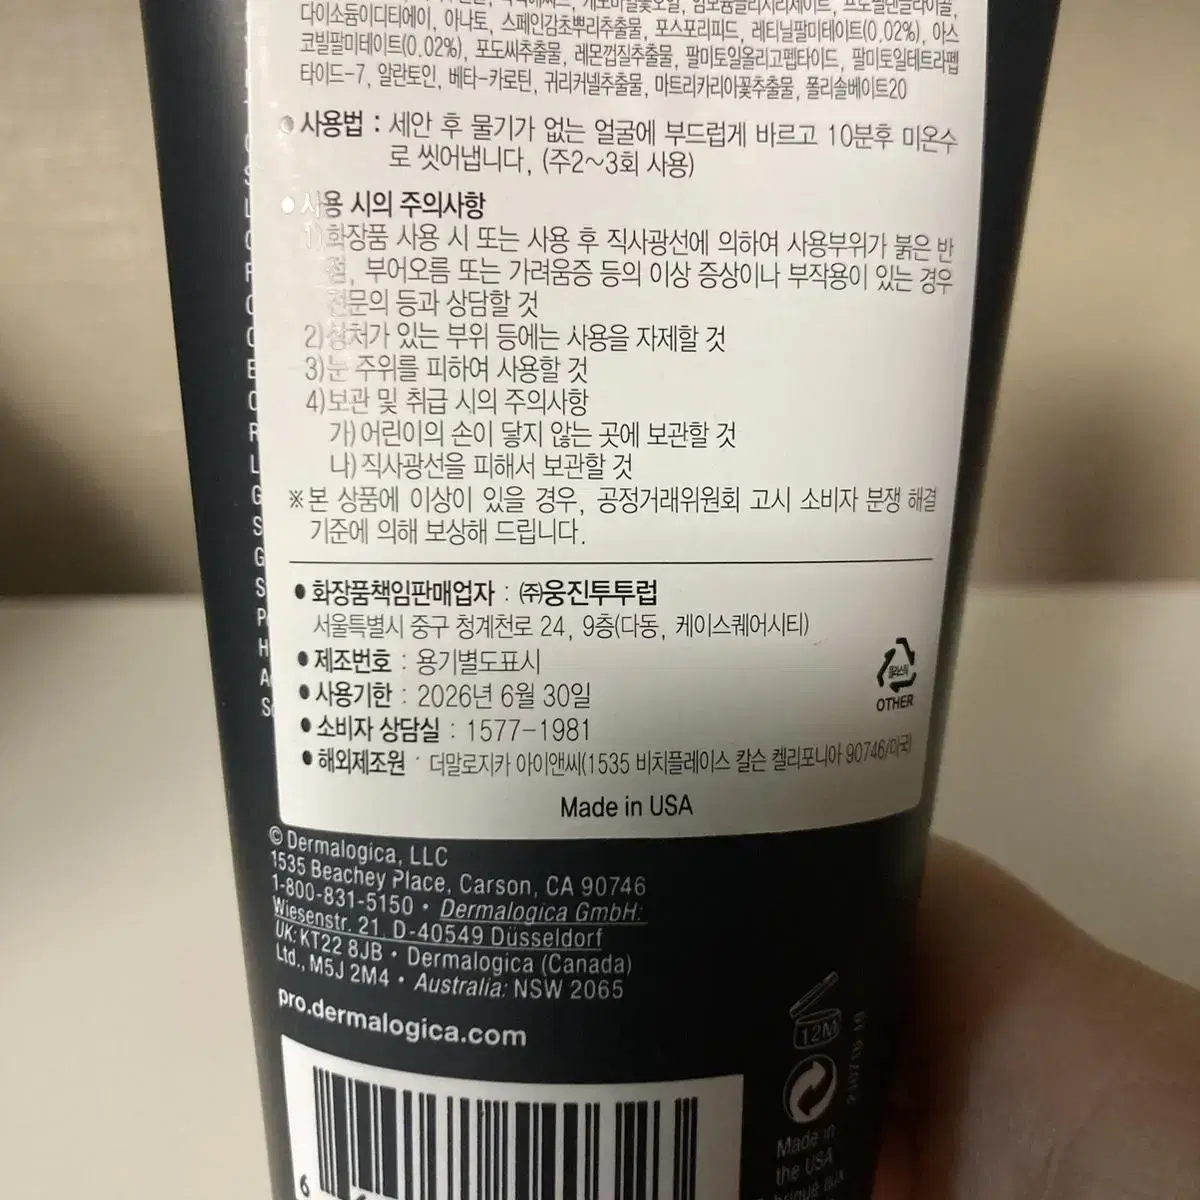 다이소듐이디티에이, 아나토, 스페인감초뿌리추출물, 포스포리피드, 레티닐팔미테이트(0.02%), 아스
코빌팔미테이트(0.02%), 포도씨추출물, 레몬껍질추출물, 팔미토일올리고펩타이드, 팔미토일테트라펩
타이드-7, 알란토인, 베타-카로틴, 귀리커넬추출물, 마트리카리아꽃추출물, 폴리솔베이트20
● 사용법 : 세안 후 물기가 없는 얼굴에 부드럽게 바르고 10분후 미온수
로 씻어냅니다, (주2~3회 사용)
● 사용 시의 주의사항
1)화장품 사용 시 또는 사용 후 직사광선에 의하여 사용부위가 붉은 반
점, 부어오름 또는 가려움증 등의 이상 증상이나 부작용이 있는 경우
전문의 등과 상담할 것
2)상처가 있는 부위 등에는 사용을 자제할 것
3)눈 주위를 피하여 사용할 것
4)보관 및 취급 시의 주의사항
가)어린이의 손이 닿지 않는 곳에 보관할 것
나)직사광선을 피해서 보관할 것
※본 상품에 이상이 있을 경우, 공정거래위원회 고시 소비자 분쟁 해결
기준에 의해 보상해 드립니다.
● 화장품책임판매업자 : ㈜웅진투투럽
서울특별시 중구 청계천로 24, 9층(다동, 케이스퀘어시티)
● 제조번호 : 용기별도표시
● 사용기한 : 2026년 6월 30일
● 소비자 상담실 : 1577-1981
● 해외제조원 : 더말로지카 아이앤씨(1535 비치플레이스 칼슨 켈리포니아 90746/미국)
플라스틱
OTHER
Made in USA
© Dermalogica, LLC
1535 Beachey Place, Carson, CA 90746
1-800-831-5150 • Dermalogica GmbH:
Wiesenstr. 21, D-40549 Düsseldorf
UK: KT22 8JB • Dermalogica (Canada)
Ltd., M5J 2M4 • Australia: NSW 2065
pro.dermalogica.com
12M
Made in
the USA
6